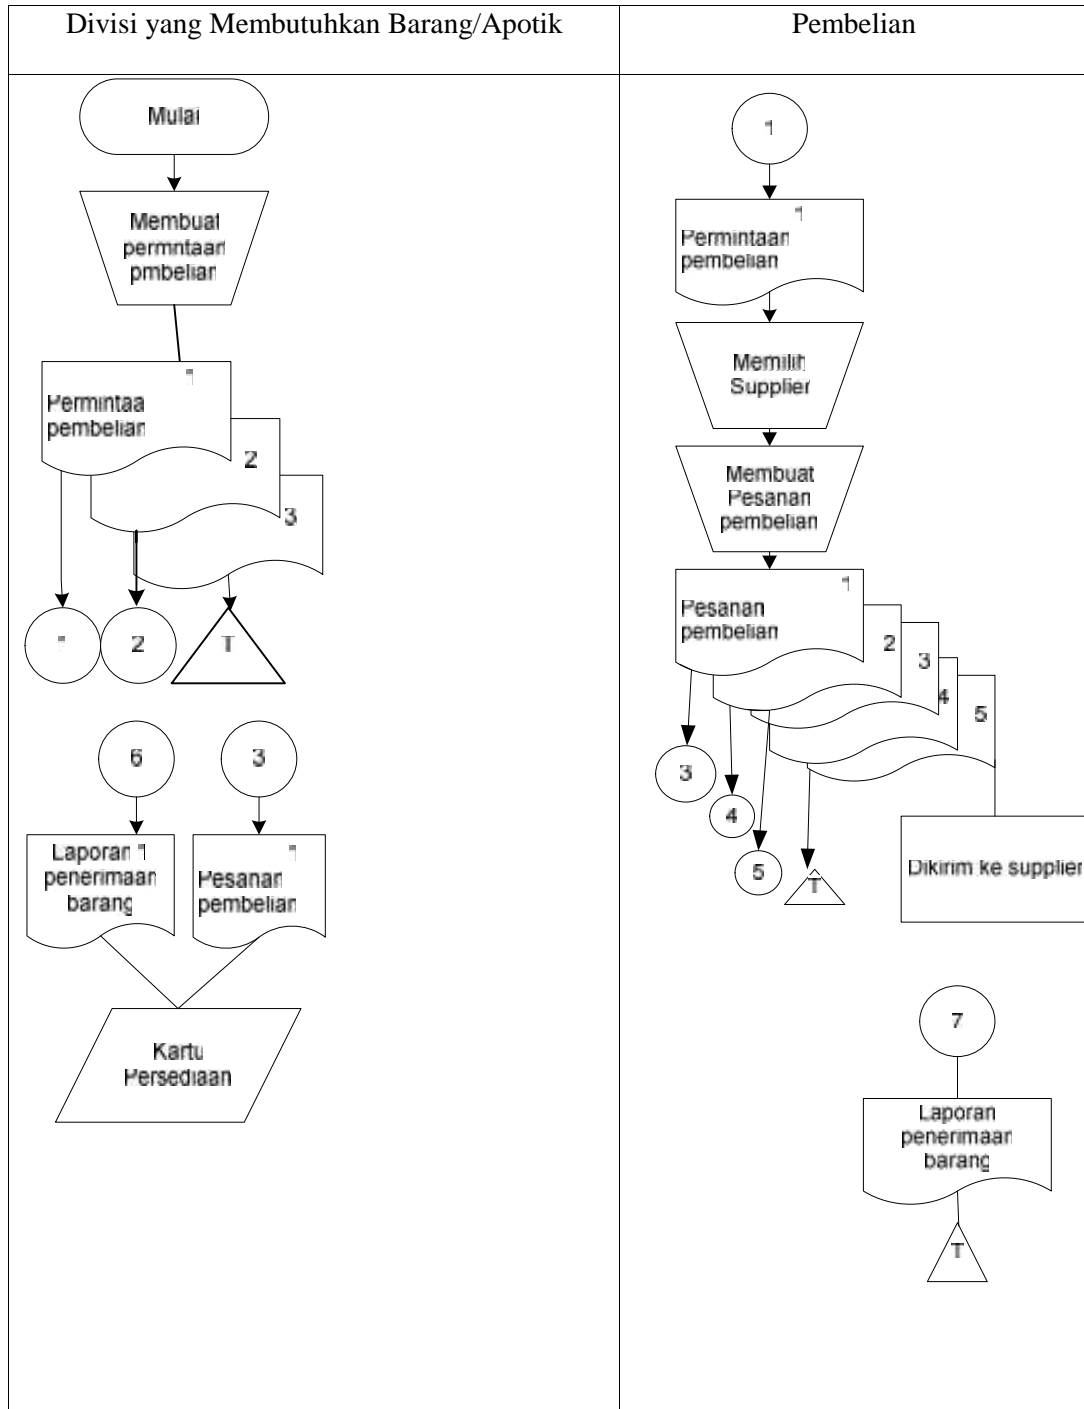 Divisi yang Membutuhkan Barang/Apotik
Mulai
Membuat
permntaan
pmbelian
1
Permintaa
pembelian
2
3
1
2
T
6
3
Laporan 1
penerimaan
barang
1
Pesanan
pembelian
Kartu
Persediaan
Pembelian
1
1
Permintaan
pembelian
Memilih
Supplier
Membuat
Pesanan
pembelian
1
Pesanan
pembelian
2
3
4
5
3
4
5
T
Dikirim ke supplier
7
Laporan
penerimaan
barang
T